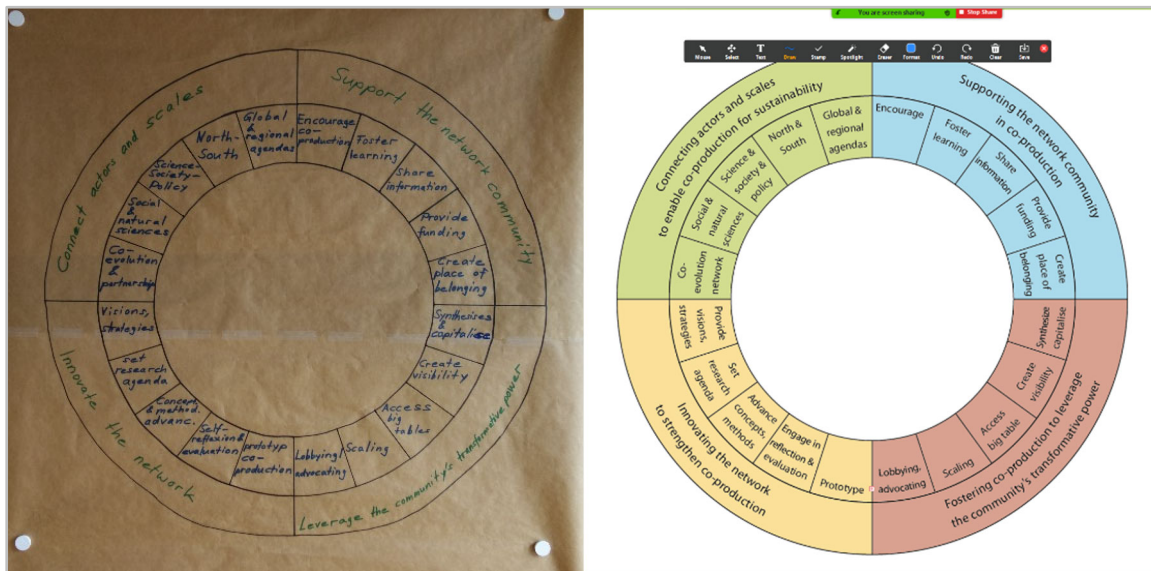 Connect actors and scales
Support the network community
Leverage the community's transformative power
Innovate the network
Global
&
regional
agendas
Encourage
co-
production
Foster
learning
Share
information
Provide
funding
Create
place of
belonging
Synthesises
& capitalise
Create
visibility
Access
big
tables
Scaling
Lobbying/
advocating
prototyp
co-
production
Self-
reflexion &
evaluation
Concept
& method.
advanc.
set
research
agenda
Visions,
strategies
Co-
evolution
&
partnership
Social
&
natural
sciences
Science-
Society-
Policy
North-
South
You are screen sharing
Stop Share
Mouse
Select
Text
Draw
Stamp
Spotlight
Eraser
Format
Undo
Redo
Clear
Save
Connecting actors and scales
to enable co-production for sustainability
Supporting the network community
in co-production
Fostering co-production to leverage
the community's transformative power
Innovating the network
to strengthen co-production
Global &
regional
agendas
Encourage
Foster
learning
Share
information
Provide
funding
Create
place of
belonging
Synthesize
capitalise
Create
visibility
Access
big table
Scaling
Lobbying,
advocating
Prototype
Engage in
reflection &
evaluation
Advance
concepts,
methods
Set
research
agenda
Provide
visions,
strategies
Co-
evolution
network
Social &
natural
sciences
Science &
society &
policy
North &
South